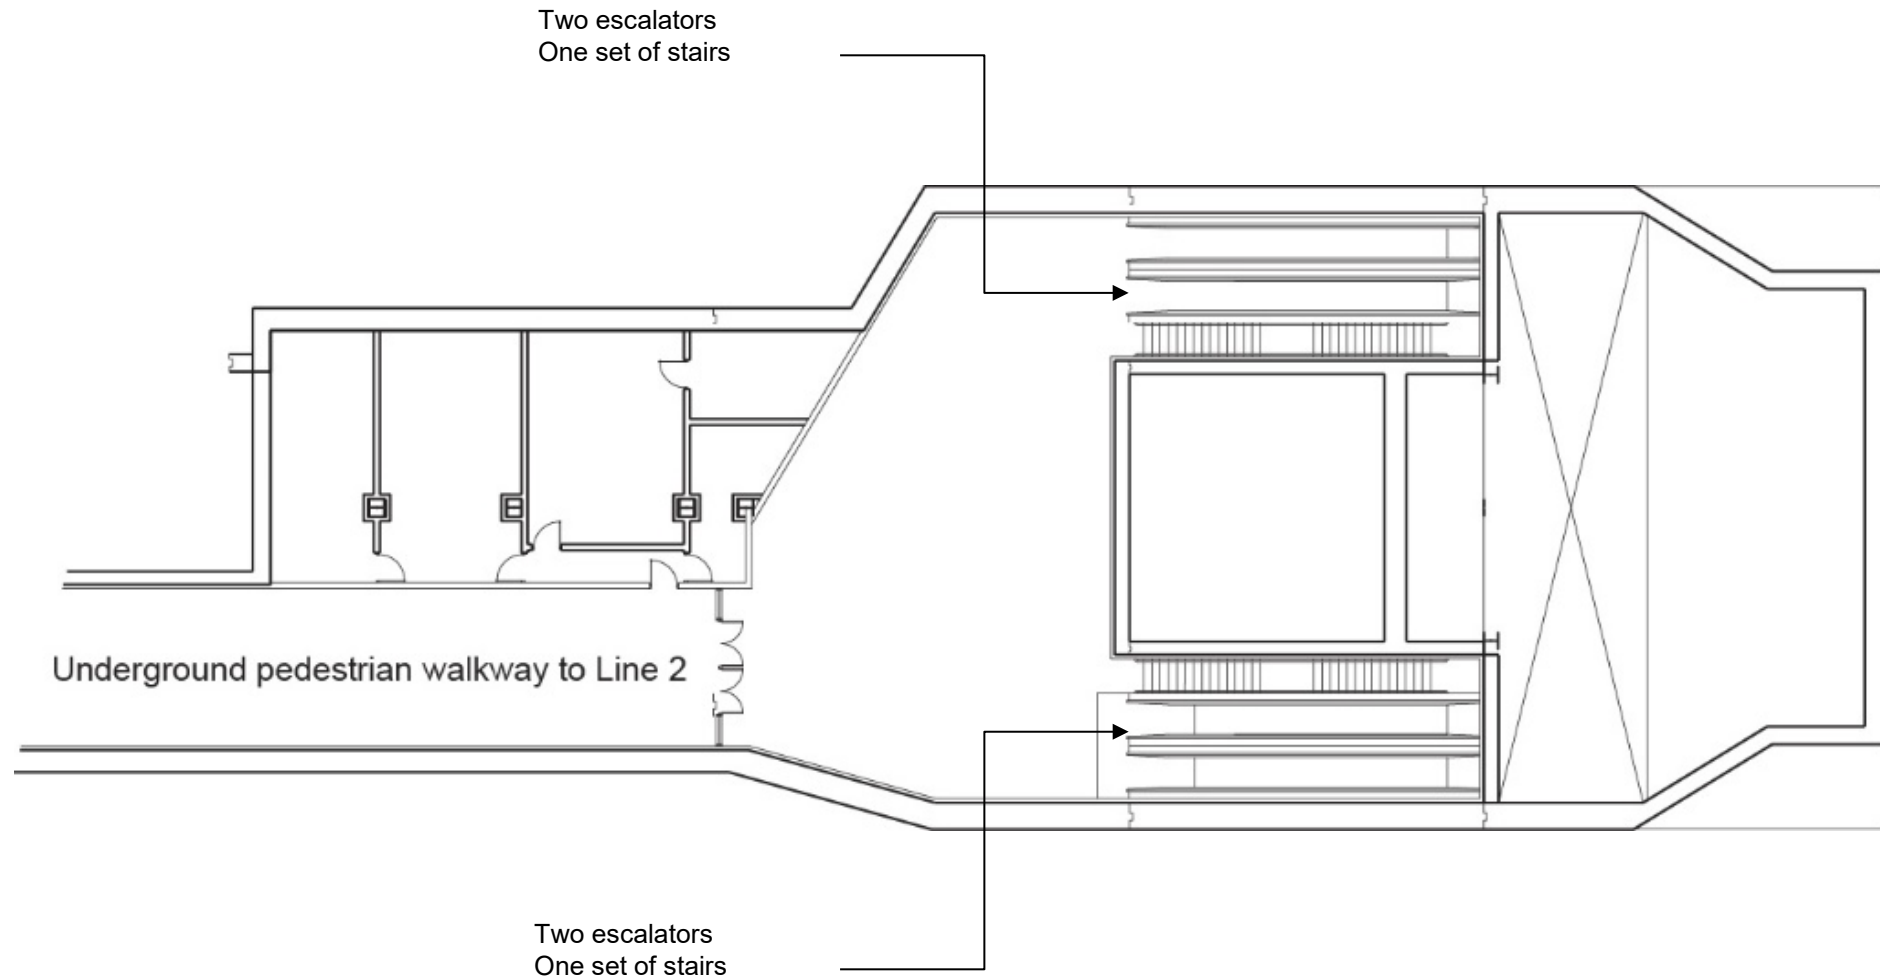 Two escalators
One set of stairs
Underground pedestrian walkway to Line 2
Two escalators
One set of stairs